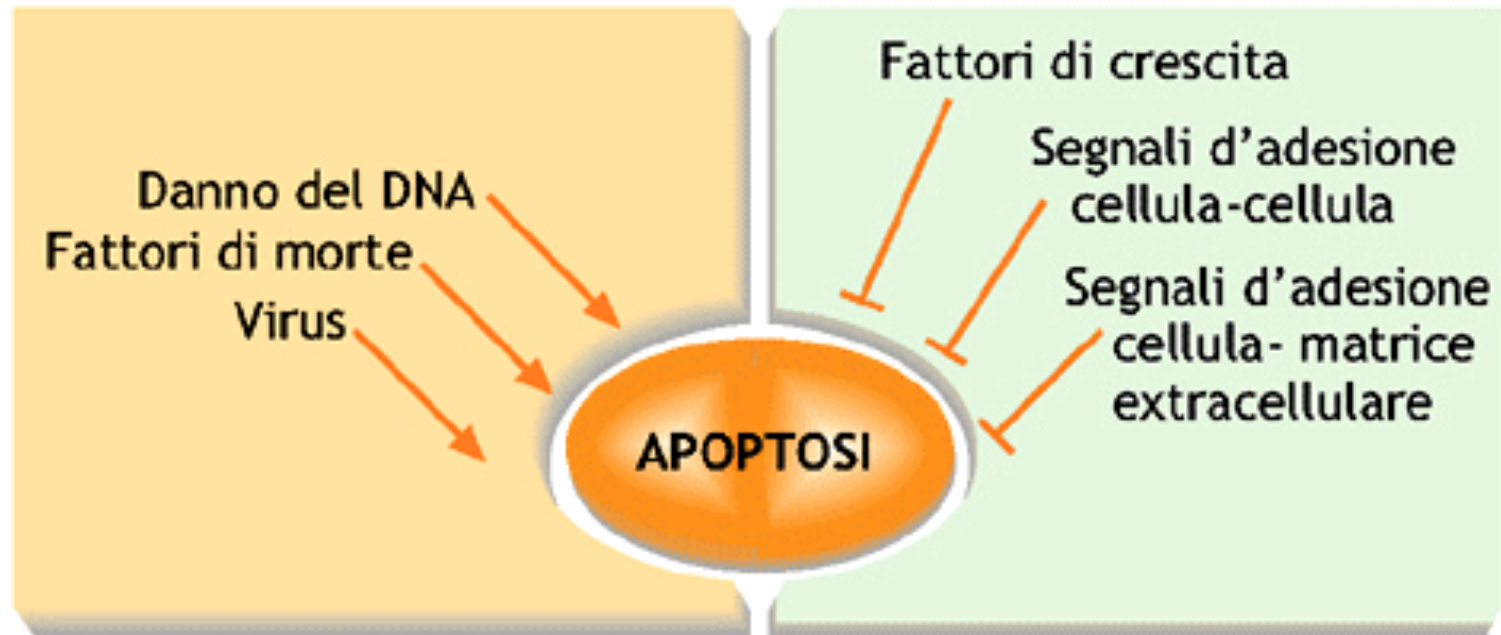 Danno del DNA
Fattori di morte
Virus
Fattori di crescita
Segnali d'adesione
cellula-cellula
Segnali d'adesione
cellula- matrice
extracellulare
APOPTOSI